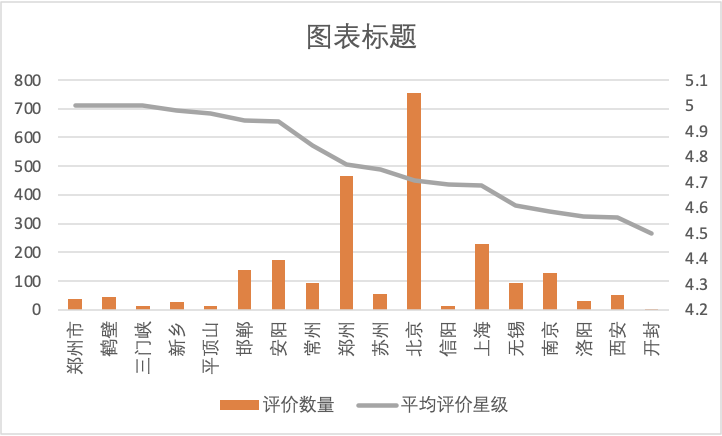 图表标题
800
700
600
500
400
300
200
100
0
5.1
5
4.9
4.8
4.7
4.6
4.5
4.4
4.3
4.2
郑州市
鹤壁
三门峡
新乡
平顶山
邯郸
安阳
常州
郑州
苏州
北京
信阳
上海
无锡
南京
洛阳
西安
开封
评价数量 平均评价星级